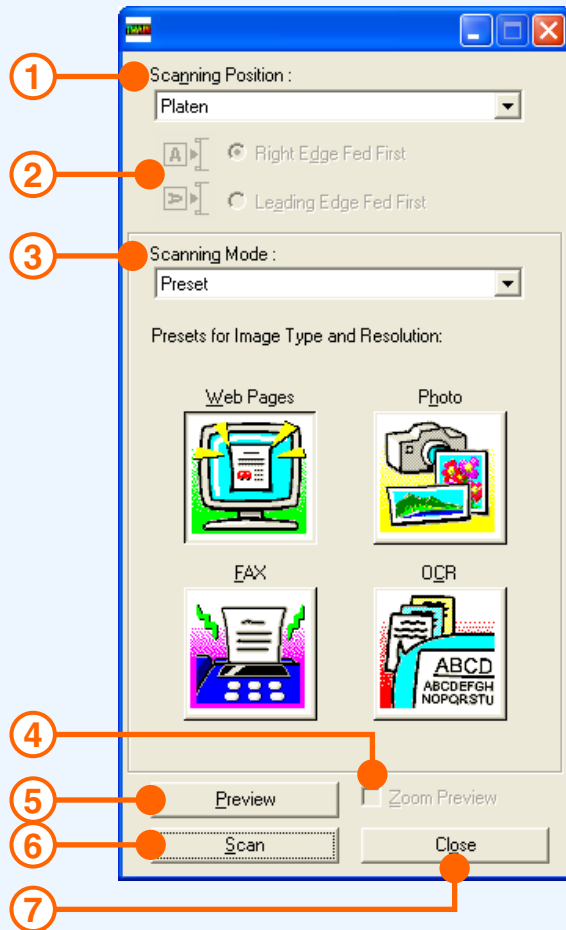 1
Scanning Position :
Platen
2
A
Right Edge Fed First
A
Leading Edge Fed First
3
Scanning Mode :
Preset
Presets for Image Type and Resolution:
Web Pages Photo
FAX OCR
ABCD
ABCDEFGH
NOPQRSTU
4
5
Preview Zoom Preview
6
Scan Close
7